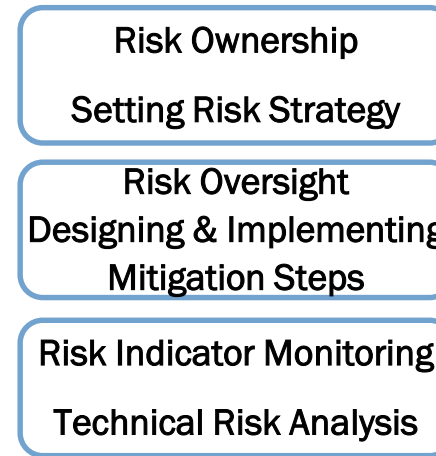 Risk Ownership
Setting Risk Strategy
Risk Oversight
Designing & Implementing
Mitigation Steps
Risk Indicator Monitoring
Technical Risk Analysis